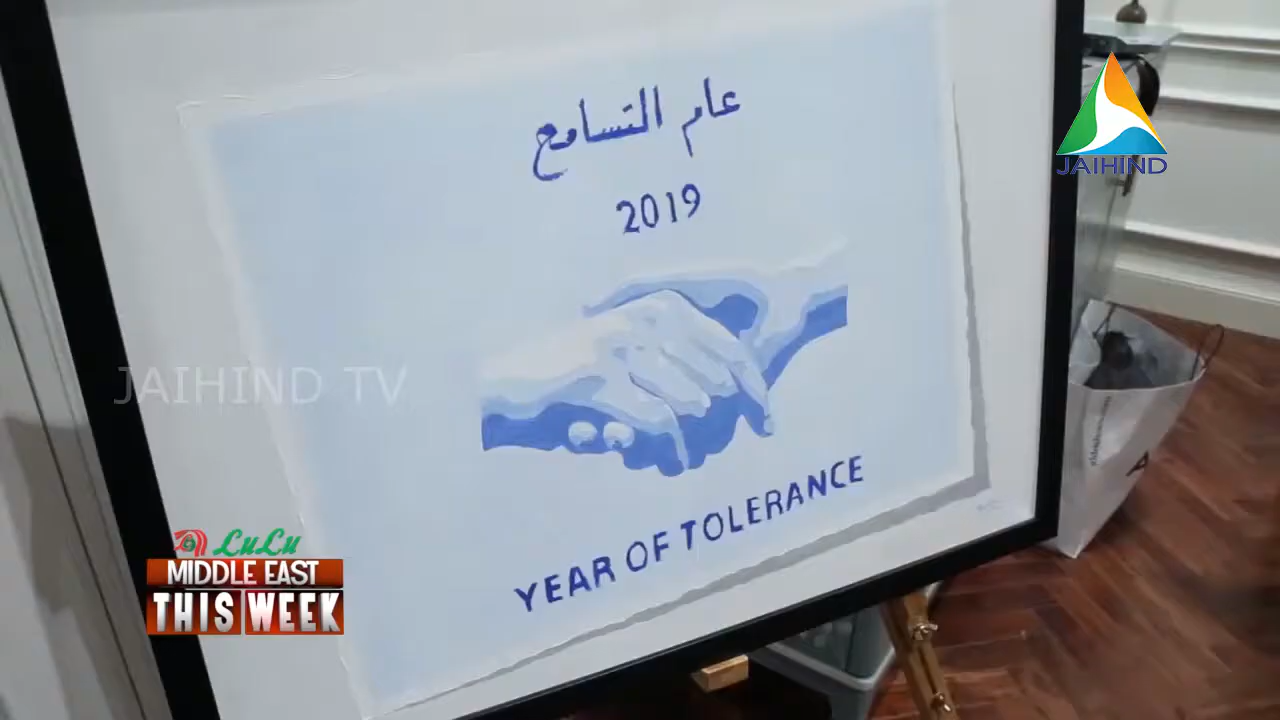 عام التسامح
2019
YEAR OF TOLERANCE
JAIHIND
JAIHIND TV
LuLu
MIDDLE EAST
THIS WEEK